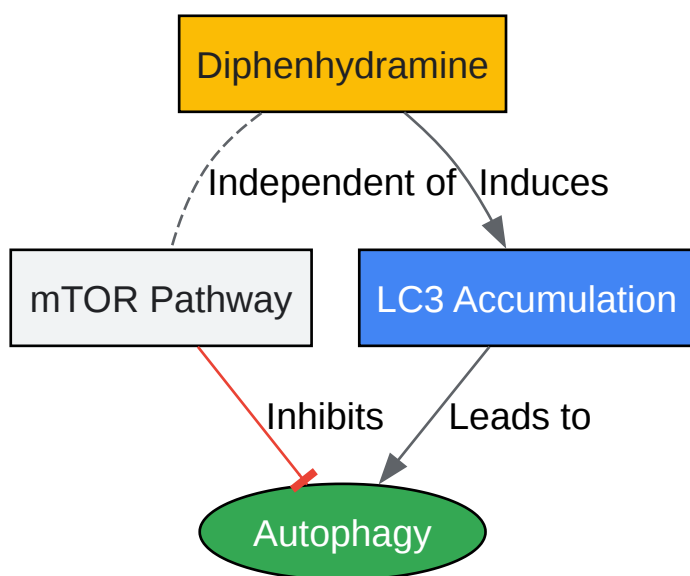 Diphenhydramine
Independent of
Induces
mTOR Pathway
LC3 Accumulation
Inhibits
Leads to
Autophagy